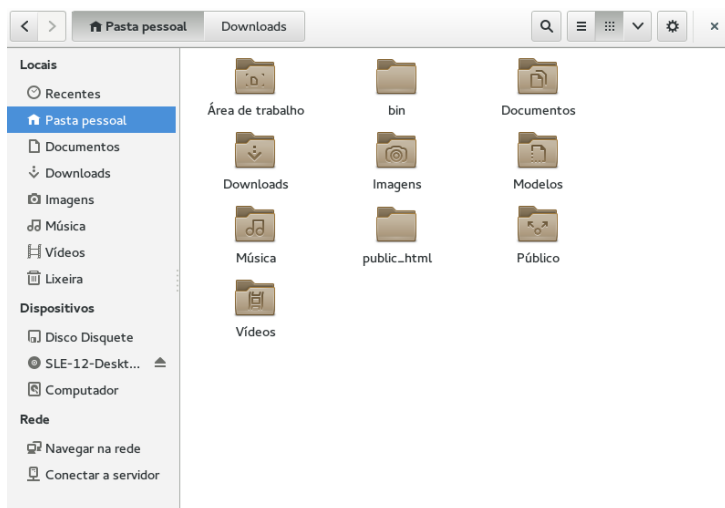 Pasta pessoal Downloads
Locais
Recentes
Pasta pessoal
Documentos
Downloads
Imagens
Música
Vídeos
Lixeira
Dispositivos
Disco Disquete
SLE-12-Deskt...
Computador
Rede
Navegar na rede
Conectar a servidor
Área de trabalho bin Documentos
Downloads Imagens Modelos
Música public_html Público
Vídeos